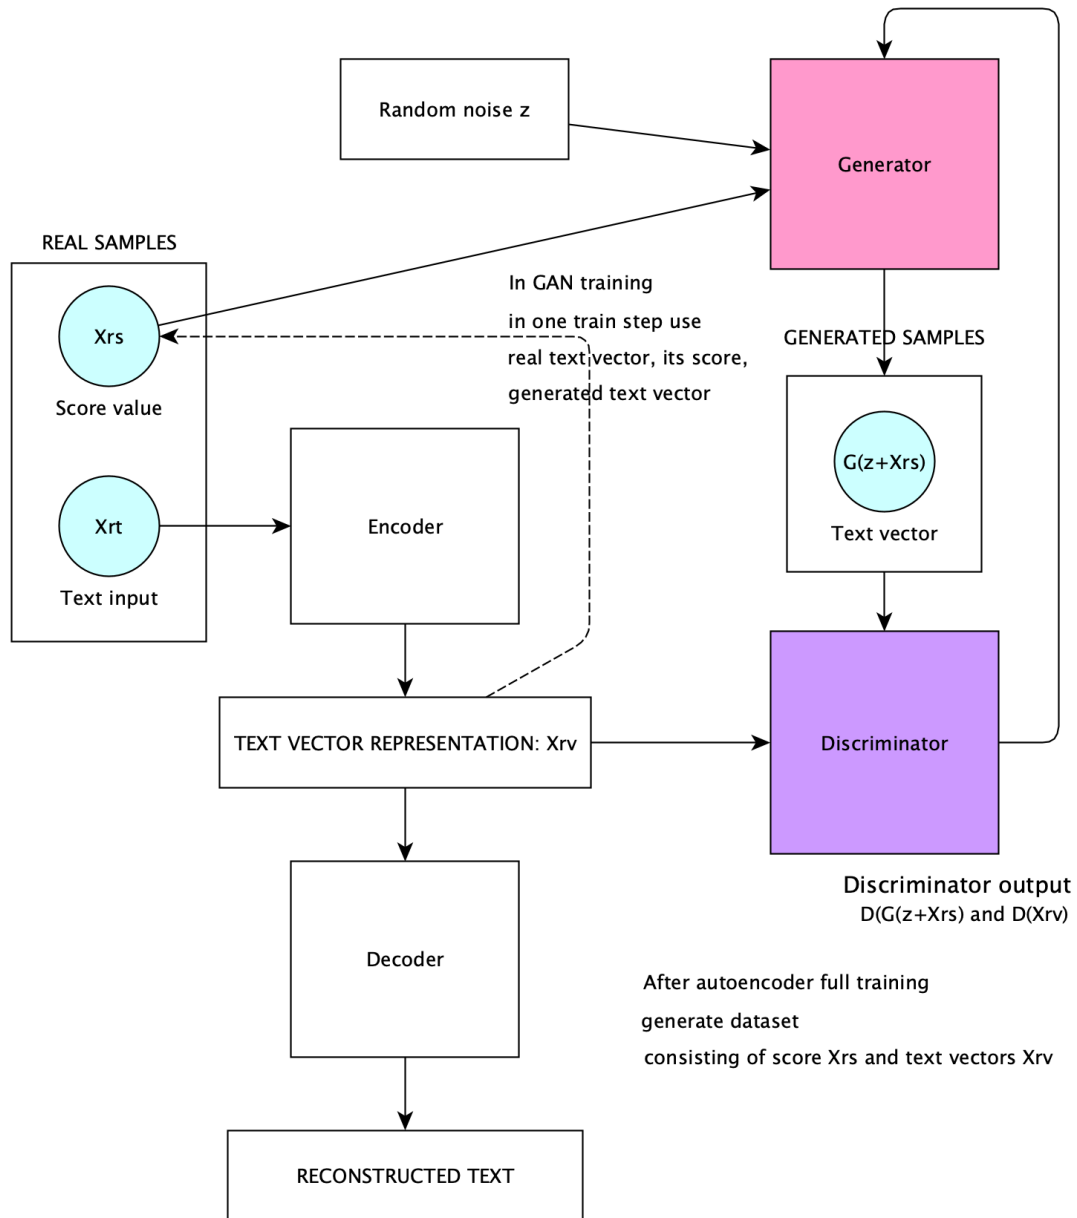 Random noise z
Generator
REAL SAMPLES
Xrs
Score value
In GAN training
in one train step use
real text vector, its score,
generated text vector
GENERATED SAMPLES
G(z+Xrs)
Text vector
Xrt
Text input
Encoder
TEXT VECTOR REPRESENTATION: Xrv
Discriminator
Discriminator output
D(G(z+Xrs) and D(Xrv)
Decoder
After autoencoder full training
generate dataset
consisting of score Xrs and text vectors Xrv
RECONSTRUCTED TEXT